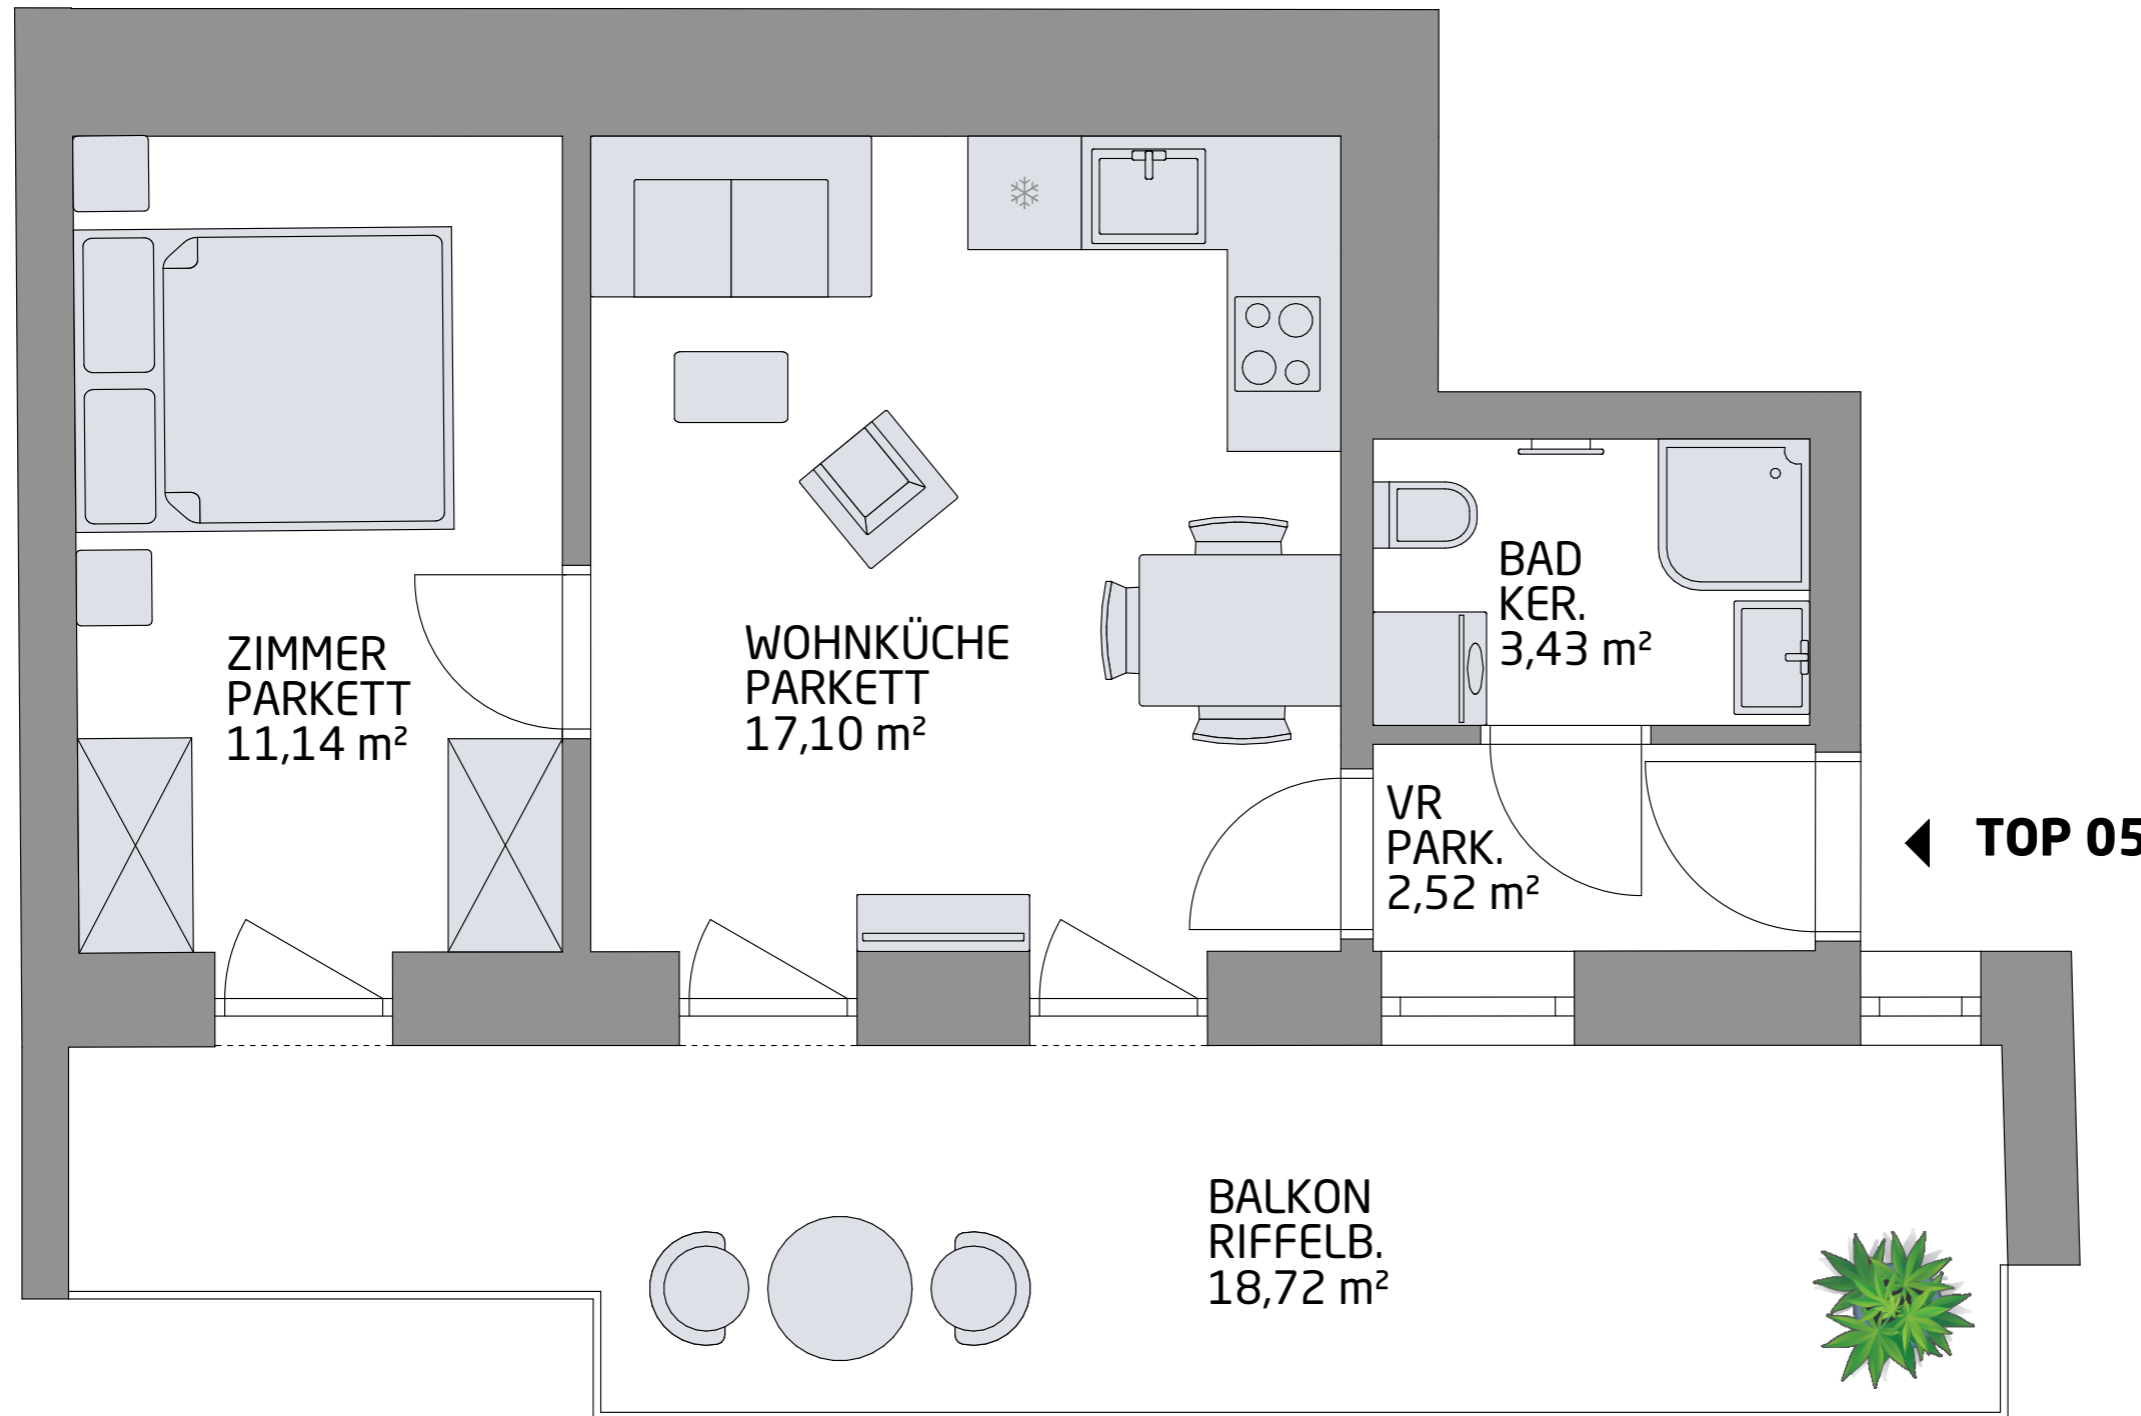 ZIMMER
PARKETT
11,14 m²
WOHNKÜCHE
PARKETT
17,10 m²
BAD
KER.
3,43 m²
VR
PARK.
2,52 m²
TOP 05
BALKON
RIFFELB.
18,72 m²